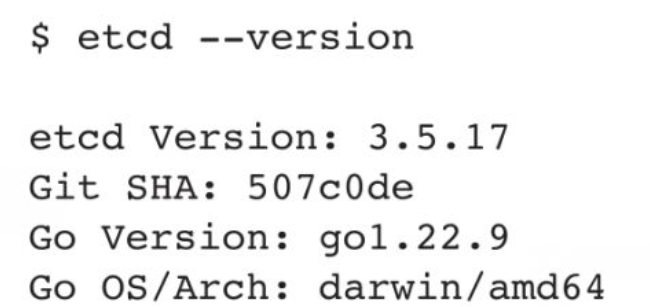 $ etcd --version
etcd Version: 3.5.17
Git SHA: 507c0de
Go Version: go1.22.9
Go OS/Arch: darwin/amd64